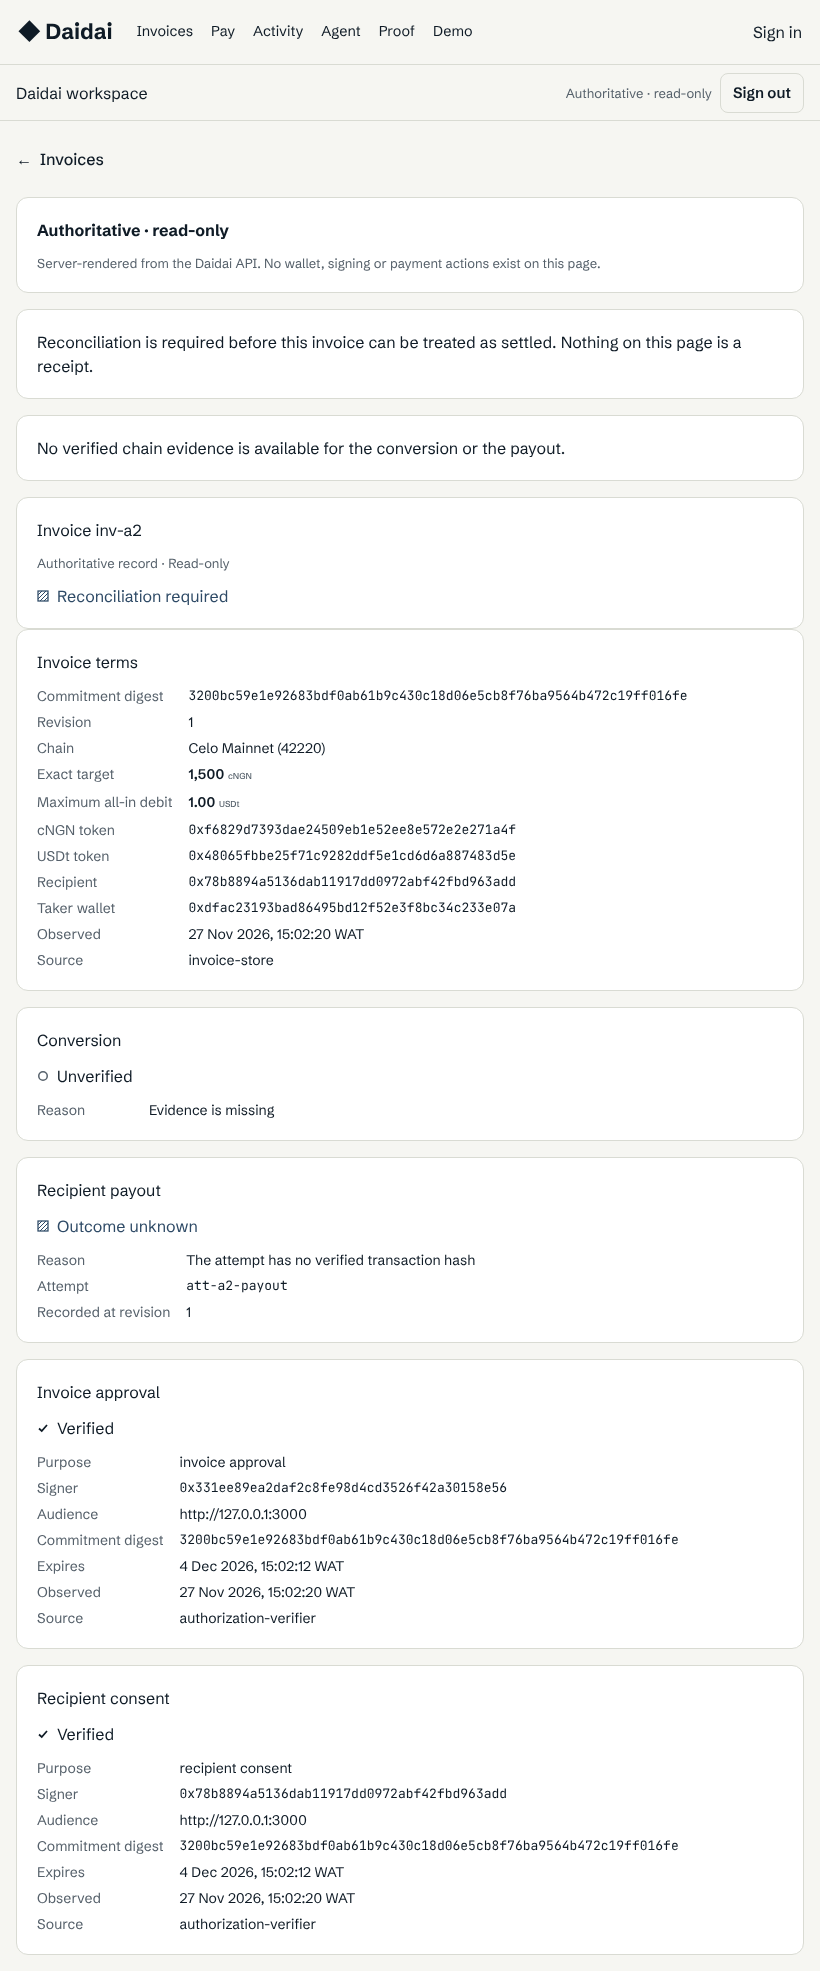 Daidai
Invoices Pay Activity Agent Proof Demo
Sign in
Daidai workspace
Authoritative · read-only
Sign out
← Invoices
Authoritative · read-only
Server-rendered from the Daidai API. No wallet, signing or payment actions exist on this page.
Reconciliation is required before this invoice can be treated as settled. Nothing on this page is a
receipt.
No verified chain evidence is available for the conversion or the payout.
Invoice inv-a2
Authoritative record · Read-only
Reconciliation required
Invoice terms
Commitment digest 3200bc59e1e92683bdf0ab61b9c430c18d06e5cb8f76ba9564b472c19ff016fe
Revision 1
Chain Celo Mainnet (42220)
Exact target 1,500 cNGN
Maximum all-in debit 1.00 USDt
cNGN token 0xf6829d7393dae24509eb1e52ee8e572e2e271a4f
USDt token 0x48065fbbe25f71c9282ddf5e1cd6d6a887483d5e
Recipient 0x78b8894a5136dab11917dd0972abf42fbd963add
Taker wallet 0xdfac23193bad86495bd12f52e3f8bc34c233e07a
Observed 27 Nov 2026, 15:02:20 WAT
Source invoice-store
Conversion
Unverified
Reason Evidence is missing
Recipient payout
Outcome unknown
Reason The attempt has no verified transaction hash
Attempt att-a2-payout
Recorded at revision 1
Invoice approval
✓ Verified
Purpose invoice approval
Signer 0x331ee89ea2daf2c8fe98d4cd3526f42a30158e56
Audience http://127.0.0.1:3000
Commitment digest 3200bc59e1e92683bdf0ab61b9c430c18d06e5cb8f76ba9564b472c19ff016fe
Expires 4 Dec 2026, 15:02:12 WAT
Observed 27 Nov 2026, 15:02:20 WAT
Source authorization-verifier
Recipient consent
✓ Verified
Purpose recipient consent
Signer 0x78b8894a5136dab11917dd0972abf42fbd963add
Audience http://127.0.0.1:3000
Commitment digest 3200bc59e1e92683bdf0ab61b9c430c18d06e5cb8f76ba9564b472c19ff016fe
Expires 4 Dec 2026, 15:02:12 WAT
Observed 27 Nov 2026, 15:02:20 WAT
Source authorization-verifier